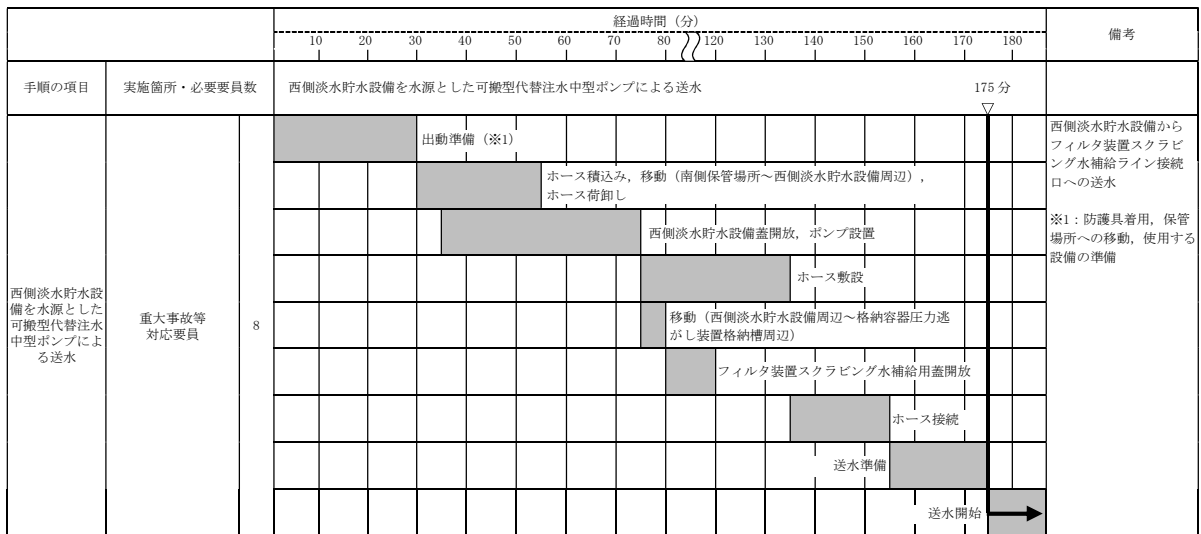 経過時間（分）
備考
10 20 30 40 50 60 70 80 120 130 140 150 160 170 180
手順の項目
実施箇所・必要要員数
西側淡水貯水設備を水源とした可搬型代替注水中型ポンプによる送水
175 分
西側淡水貯水設
備を水源とした
可搬型代替注水
中型ポンプによ
る送水
重大事故等
対応要員
8
出動準備（※1）
ホース積込み，移動（南側保管場所～西側淡水貯水設備周辺），
ホース荷卸し
西側淡水貯水設備蓋開放，ポンプ設置
ホース敷設
移動（西側淡水貯水設備周辺～格納容器圧力逃
がし装置格納槽周辺）
フィルタ装置スクラビング水補給用蓋開放
ホース接続
送水準備
送水開始
西側淡水貯水設備から
フィルタ装置スクラビ
ング水補給ライン接続
口への送水
※1：防護具着用，保管
場所への移動，使用する
設備の準備